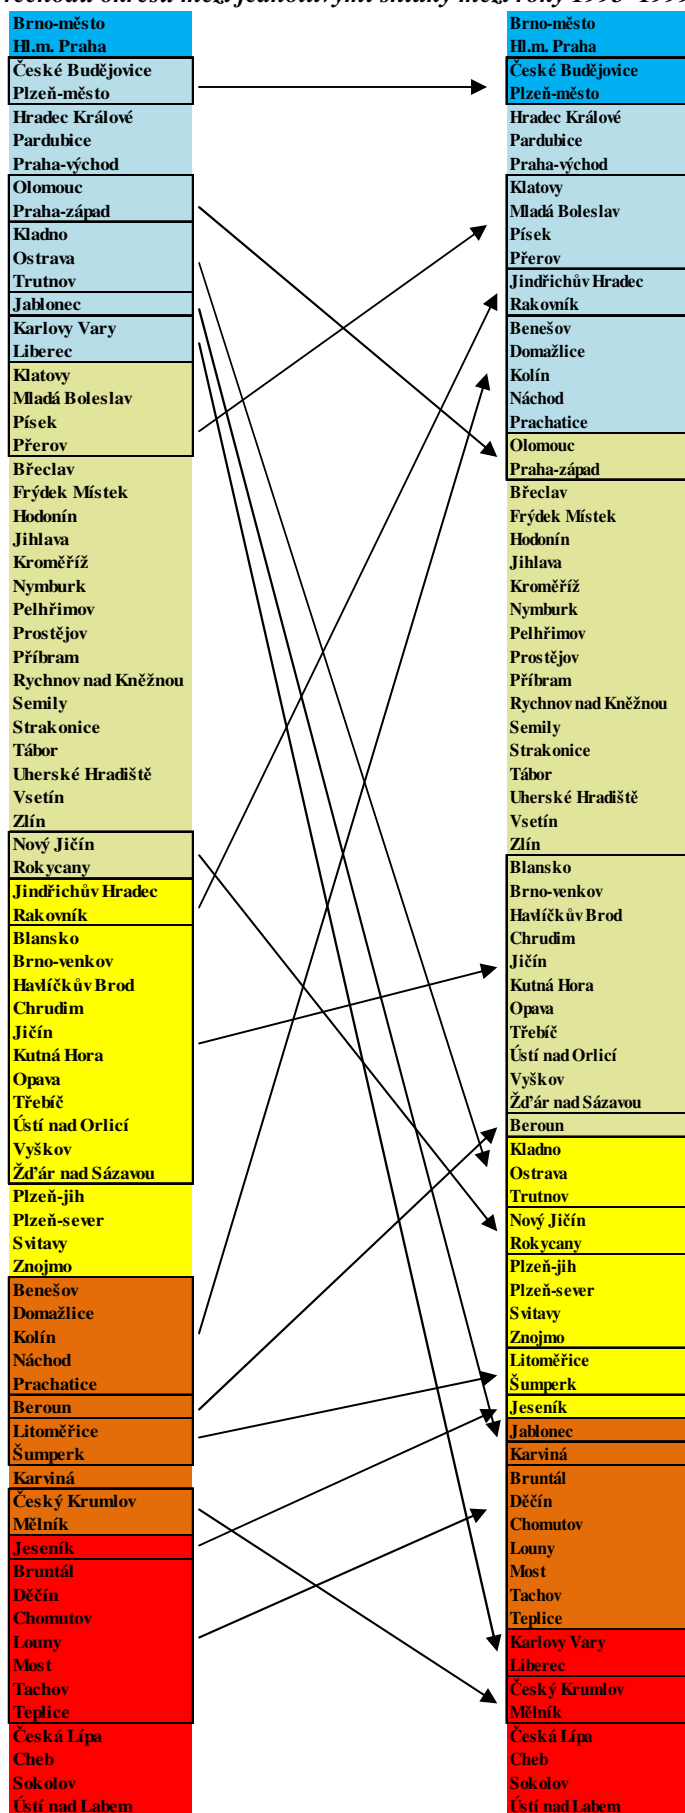 přechodu okresů mezi jednotlivými shluky mezi roky 1995-1999
Brno-město
Hl.m. Praha
České Budějovice
Plzeň-město
Hradec Králové
Pardubice
Praha-východ
Olomouc
Praha-západ
Kladno
Ostrava
Trutnov
Jablonec
Karlovy Vary
Liberec
Klatovy
Mladá Boleslav
Písek
Přerov
Břeclav
Frýdek Místek
Hodonín
Jihlava
Kroměříž
Nymburk
Pelhřimov
Prostějov
Příbram
Rychnov nad Kněžnou
Semily
Strakonice
Tábor
Uherské Hradiště
Vsetín
Zlín
Nový Jičín
Rokycany
Jindřichův Hradec
Rakovník
Blansko
Brno-venkov
Havlíčkův Brod
Chrudim
Jičín
Kutná Hora
Opava
Třebíč
Ústí nad Orlicí
Vyškov
Žďár nad Sázavou
Plzeň-jih
Plzeň-sever
Svitavy
Znojmo
Benešov
Domažlice
Kolín
Náchod
Prachatice
Beroun
Litoměřice
Šumperk
Karviná
Český Krumlov
Mělník
Jeseník
Bruntál
Děčín
Chomutov
Louny
Most
Tachov
Teplice
Česká Lípa
Cheb
Sokolov
Ústí nad Labem
Brno-město
Hl.m. Praha
České Budějovice
Plzeň-město
Hradec Králové
Pardubice
Praha-východ
Klatovy
Mladá Boleslav
Písek
Přerov
Jindřichův Hradec
Rakovník
Benešov
Domažlice
Kolín
Náchod
Prachatice
Olomouc
Praha-západ
Břeclav
Frýdek Místek
Hodonín
Jihlava
Kroměříž
Nymburk
Pelhřimov
Prostějov
Příbram
Rychnov nad Kněžnou
Semily
Strakonice
Tábor
Uherské Hradiště
Vsetín
Zlín
Blansko
Brno-venkov
Havlíčkův Brod
Chrudim
Jičín
Kutná Hora
Opava
Třebíč
Ústí nad Orlicí
Vyškov
Žďár nad Sázavou
Beroun
Kladno
Ostrava
Trutnov
Nový Jičín
Rokycany
Plzeň-jih
Plzeň-sever
Svitavy
Znojmo
Litoměřice
Šumperk
Jeseník
Jablonec
Karviná
Bruntál
Děčín
Chomutov
Louny
Most
Tachov
Teplice
Karlovy Vary
Liberec
Český Krumlov
Mělník
Česká Lípa
Cheb
Sokolov
Ústí nad Labem